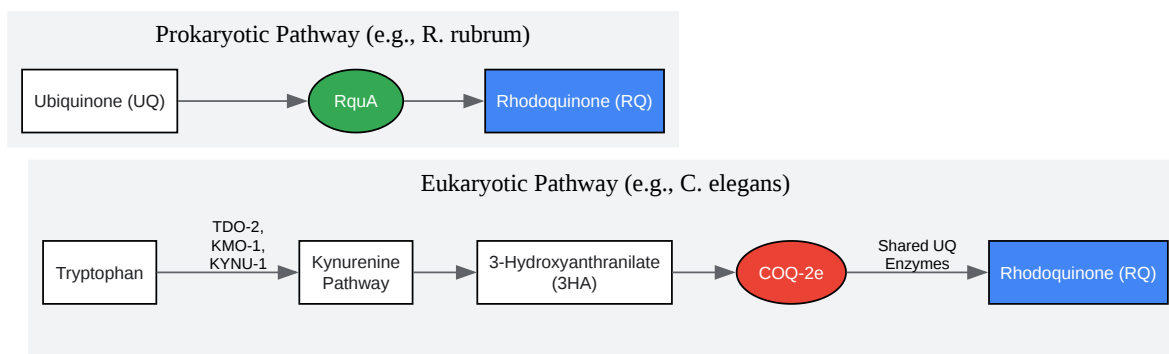 Prokaryotic Pathway (e.g., R. rubrum)
Ubiquinone (UQ)
RquA
Rhodoquinone (RQ)
Eukaryotic Pathway (e.g., C. elegans)
Tryptophan
TDO-2,
KMO-1,
KYNU-1
Kynurenine
Pathway
3-Hydroxyanthranilate
(3HA)
COQ-2e
Shared UQ
Enzymes
Rhodoquinone (RQ)